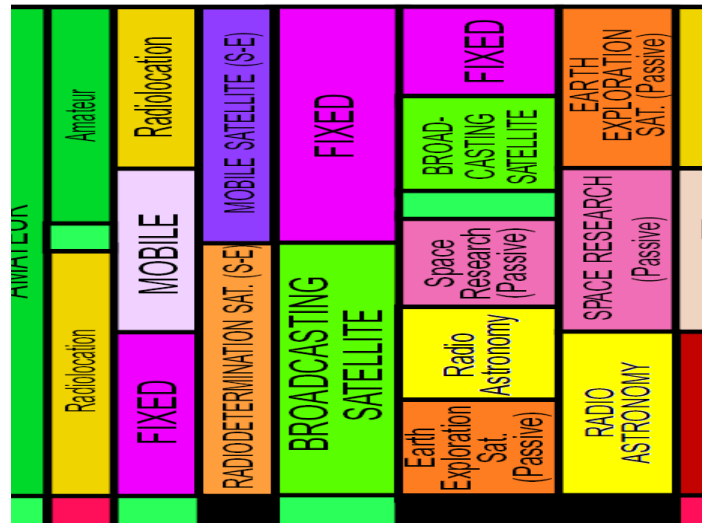 AMATEUR
Amateur
Radiolocation
Radiolocation
MOBILE
FIXED
MOBILE SATELLITE (S-E)
RADIODETERMINATION SAT. (S-E)
FIXED
BROADCASTING
SATELLITE
FIXED
BROAD-
CASTING
SATELLITE
Space
Research
(Passive)
Radio
Astronomy
Earth
Exploration
Sat.
(Passive)
EARTH
EXPLORATION
SAT. (Passive)
SPACE RESEARCH
(Passive)
RADIO
ASTRONOMY